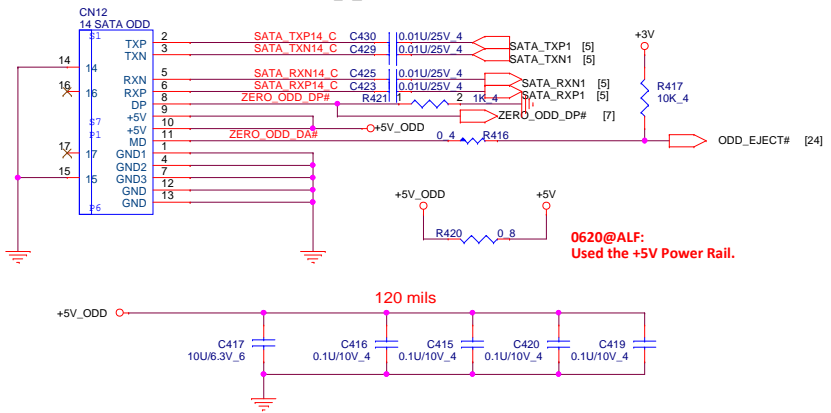 CN12
14 SATA ODD
S1
TXP 2 SATA_TXP14_C C430 0.01U/25V_4 SATA_TXP1 [5]
TXN 3 SATA_TXN14_C C429 0.01U/25V_4 SATA_TXN1 [5]
14 14
RXN 5 SATA_RXN14_C C425 0.01U/25V_4 SATA_RXN1 [5]
16 16 RXP 6 SATA_RXP14_C C423 0.01U/25V_4 SATA_RXP1 [5]
DP 8 ZERO_ODD_DP# R421 1 2 1K_4
+5V 9 ZERO_ODD_DP# [7]
S7 +5V 10 +5V_ODD
P1 MD 11 ZERO_ODD_DA# 0_4 R416 ODD_EJECT# [24]
+3V
R417
10K_4
17 17 GND1 1
GND2 4
15 15 GND3 7
GND 12
P6 GND 13
+5V_ODD +5V
R420 0_8
0620@ALF:
Used the +5V Power Rail.
120 mils
+5V_ODD
C417 C416 C415 C420 C419
10U/6.3V_6 0.1U/10V_4 0.1U/10V_4 0.1U/10V_4 0.1U/10V_4